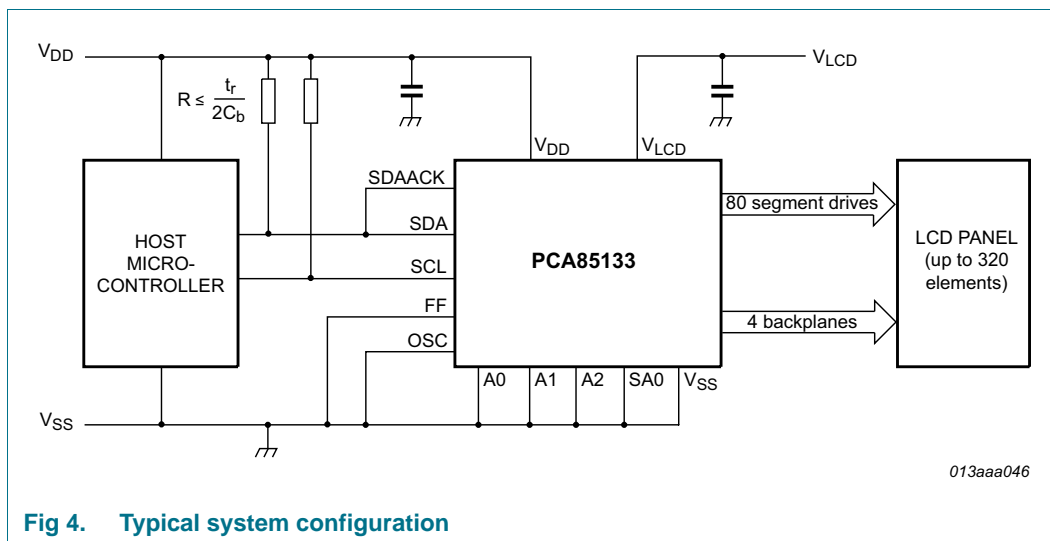 VDD
VLCD
R ≤ tr
2Cb
VDD
VLCD
SDAACK
SDA
SCL
FF
OSC
HOST
MICRO-
CONTROLLER
PCA85133
80 segment drives
4 backplanes
LCD PANEL
(up to 320
elements)
A0 A1 A2 SA0 VSS
VSS
013aaa046
Fig 4. Typical system configuration